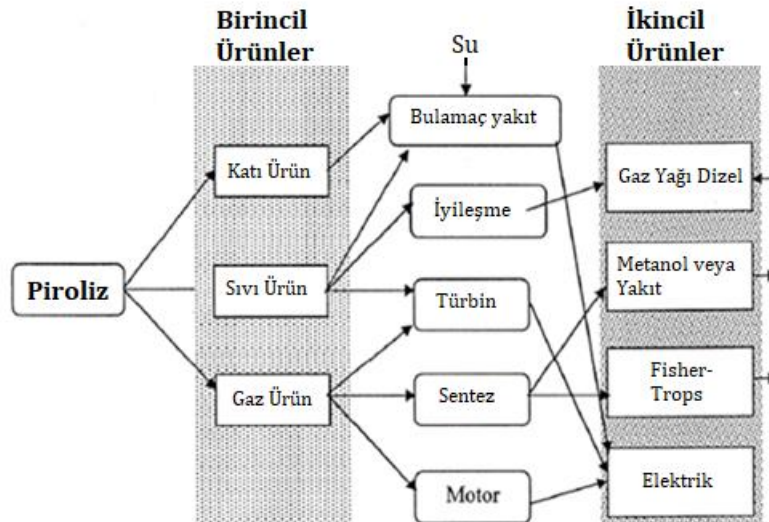 Birincil
Ürünler
Su
İkincil
Ürünler
Bulamaç yakıt
Katı Ürün
Gaz Yağı Dizel
İyileşme
Piroliz
Sıvı Ürün
Türbin
Metanol veya
Yakıt
Gaz Ürün
Sentez
Fisher-
Trops
Motor
Elektrik